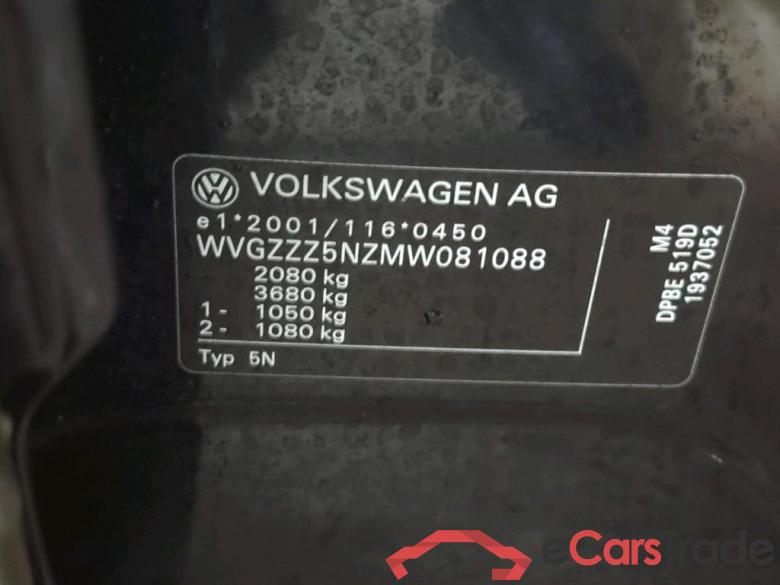 VOLKSWAGEN AG
e1*2001/116*0450
WVGZZZ5NZMW081088
2080 kg
3680 kg
1- 1050 kg
2- 1080 kg
Typ 5N
M4
DPBE 519D
1937052
eCarstrade